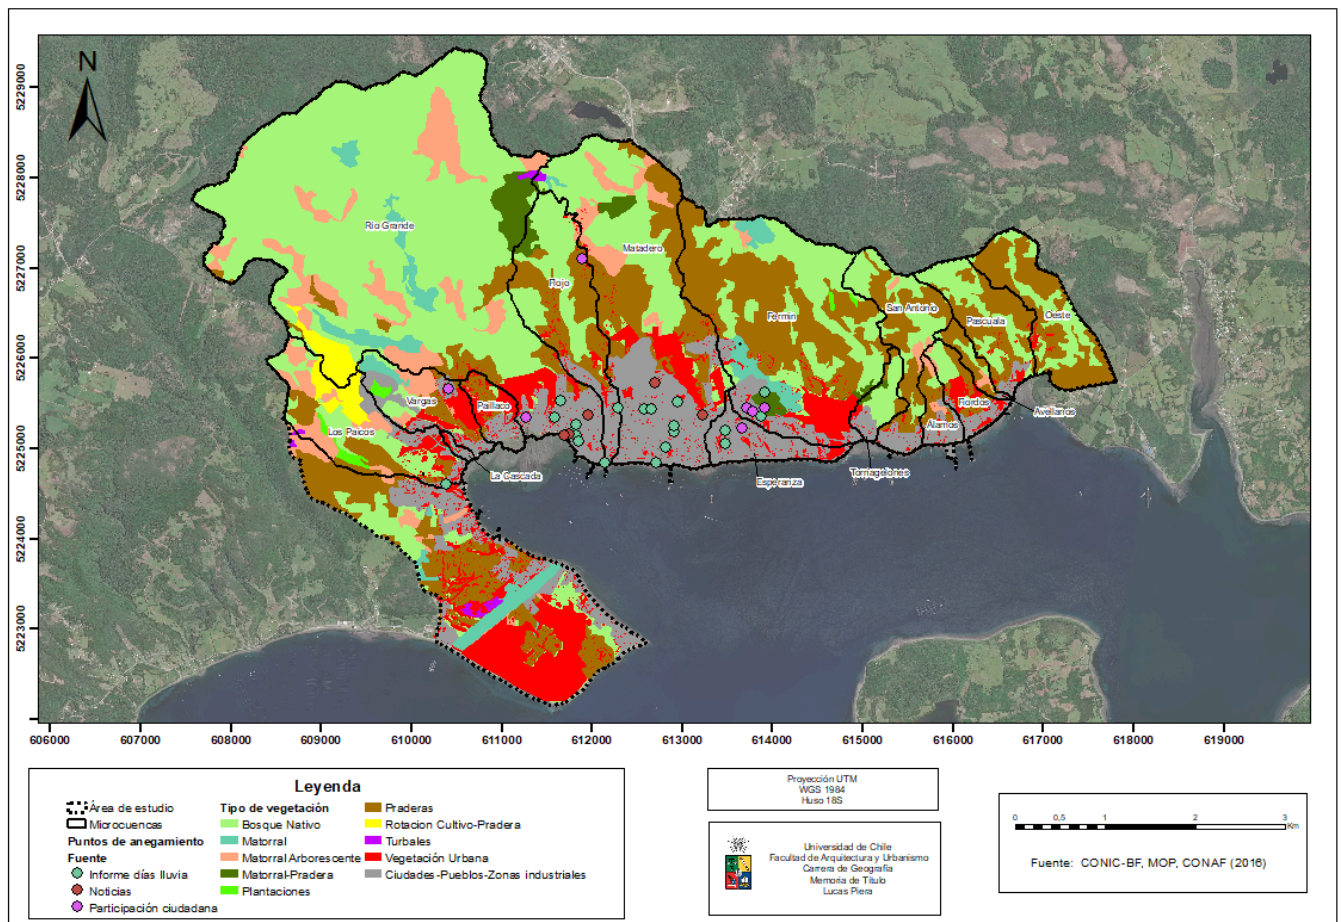 N
5229000
5228000
5227000
5226000
5225000
5224000
5223000
606000 607000 608000 609000 610000 611000 612000 613000 614000 615000 616000 617000 618000 619000
Río Grande
Matadero
Rojo
Fermin
San Antonio
Pascuala
Oeste
Vargas
Paillaco
Los Paicos
La Cascada
Esperanza
Torriagelones
Alamos
Fiordos
Avellanos
Leyenda
Área de estudio
Microcuencas
Puntos de anegamiento
Fuente
Informe días lluvia
Noticias
Participación ciudadana
Tipo de vegetación
Bosque Nativo
Matorral
Matorral Arborescente
Matorral-Pradera
Plantaciones
Praderas
Rotacion Cultivo-Pradera
Turbales
Vegetación Urbana
Ciudades-Pueblos-Zonas industriales
Proyección UTM
WGS 1984
Huso 18S
Universidad de Chile
Facultad de Arquitectura y Urbanismo
Carrera de Geografía
Memoria de Título
Lucas Piera
0 0,5 1 2 3
Km
Fuente: CONIC-BF, MOP, CONAF (2016)